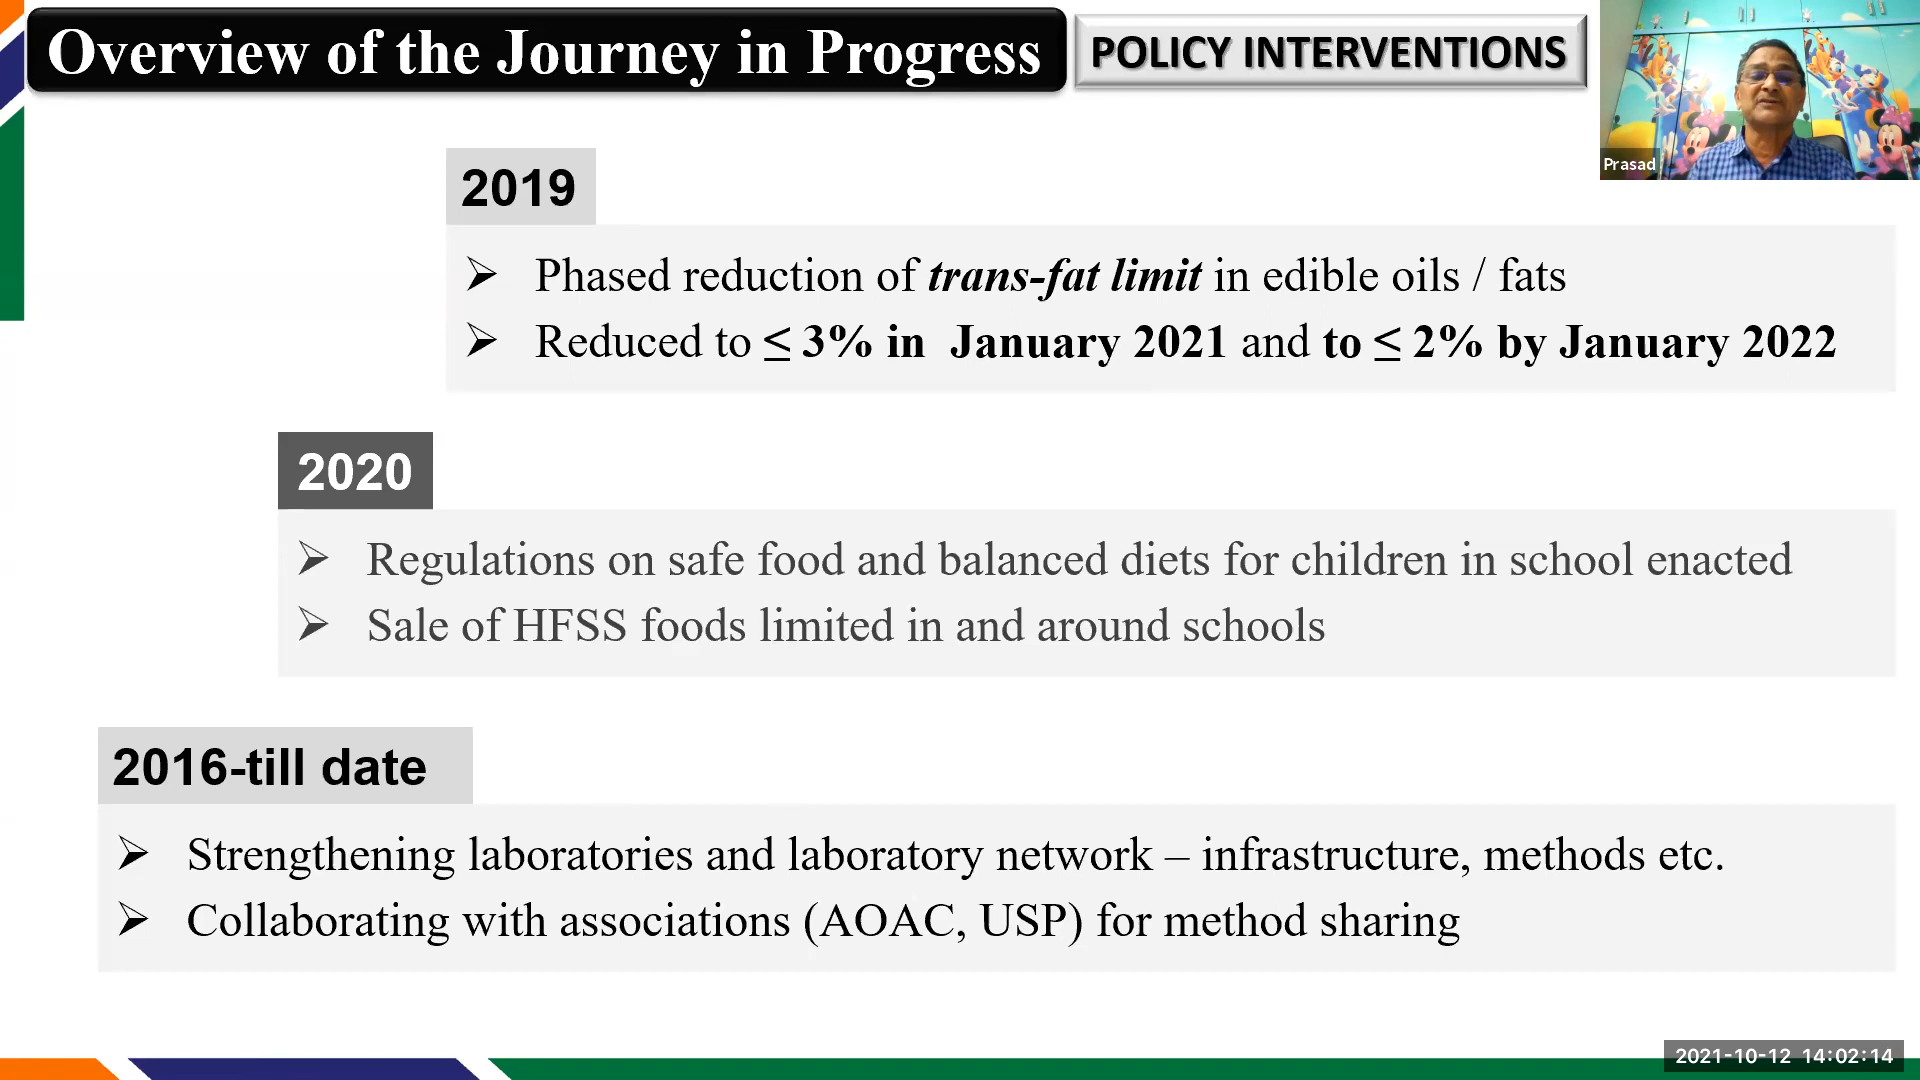 Overview of the Journey in Progress
POLICY INTERVENTIONS
Prasad
2019
➢ Phased reduction of trans-fat limit in edible oils / fats
➢ Reduced to ≤ 3% in January 2021 and to ≤ 2% by January 2022
2020
➢ Regulations on safe food and balanced diets for children in school enacted
➢ Sale of HFSS foods limited in and around schools
2016-till date
➢ Strengthening laboratories and laboratory network – infrastructure, methods etc.
➢ Collaborating with associations (AOAC, USP) for method sharing
2021-10-12 14:02:14